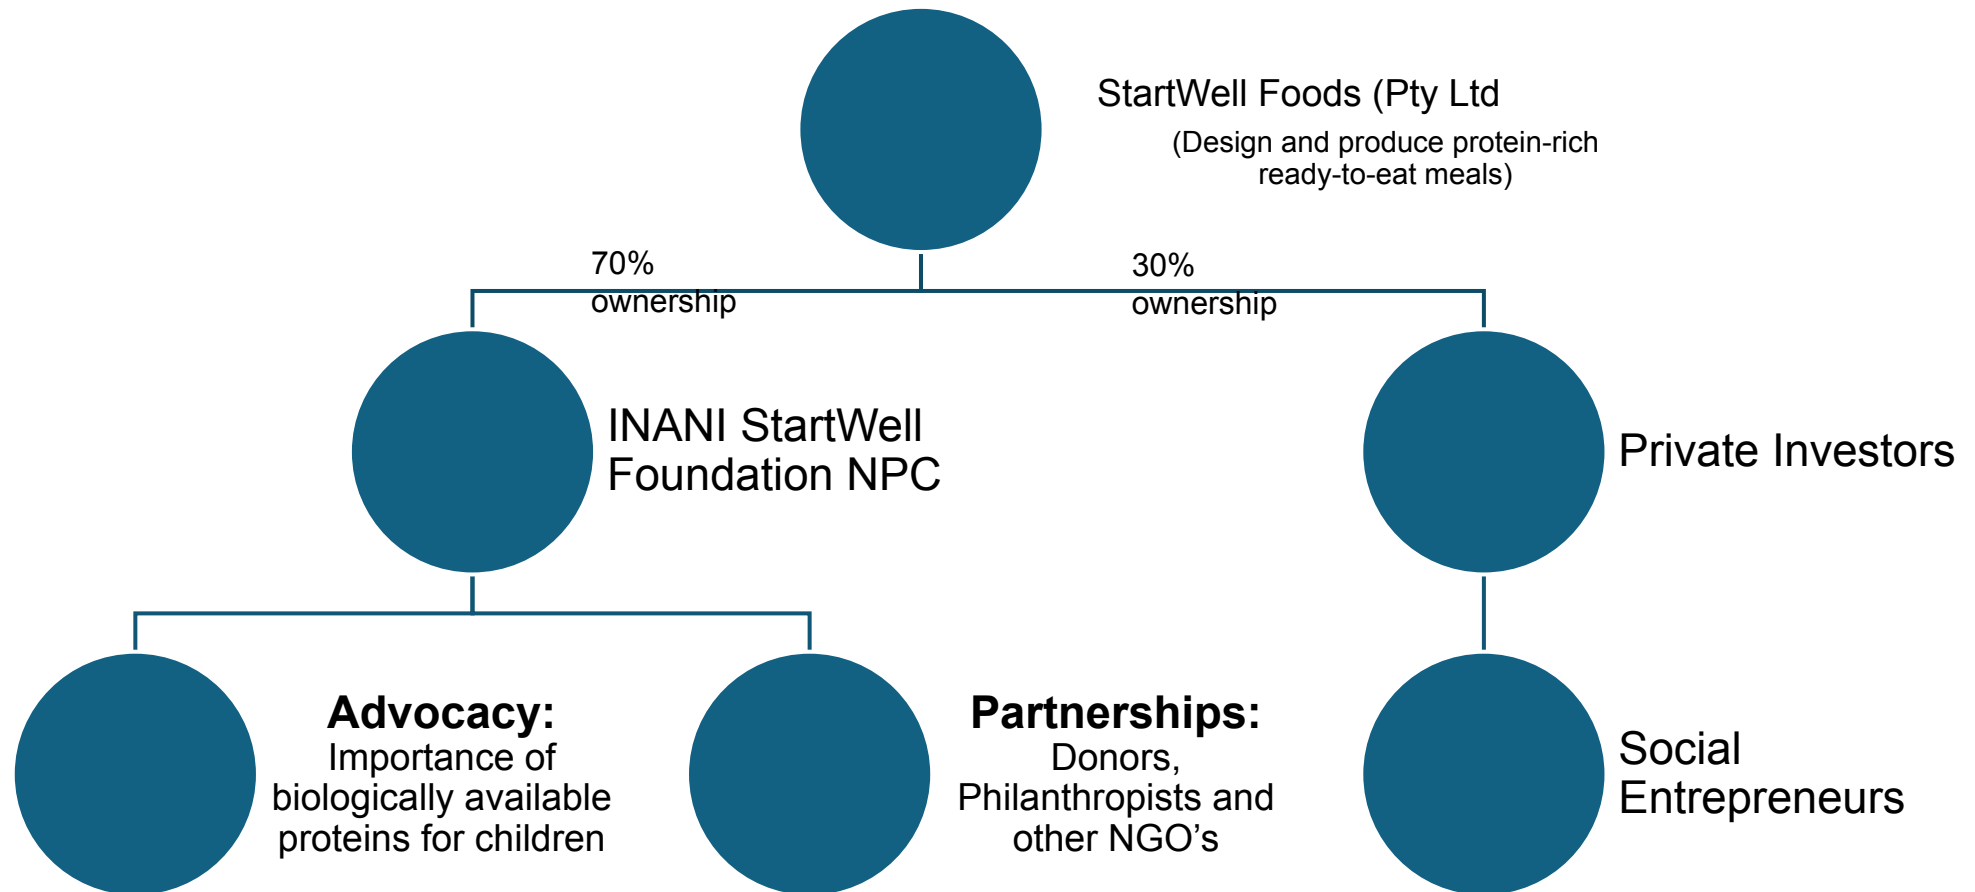 StartWell Foods (Pty Ltd
(Design and produce protein-rich
ready-to-eat meals)
70%
ownership
30%
ownership
INANI StartWell
Foundation NPC
Private Investors
Advocacy:
Importance of
biologically available
proteins for children
Partnerships:
Donors,
Philanthropists and
other NGO’s
Social
Entrepreneurs